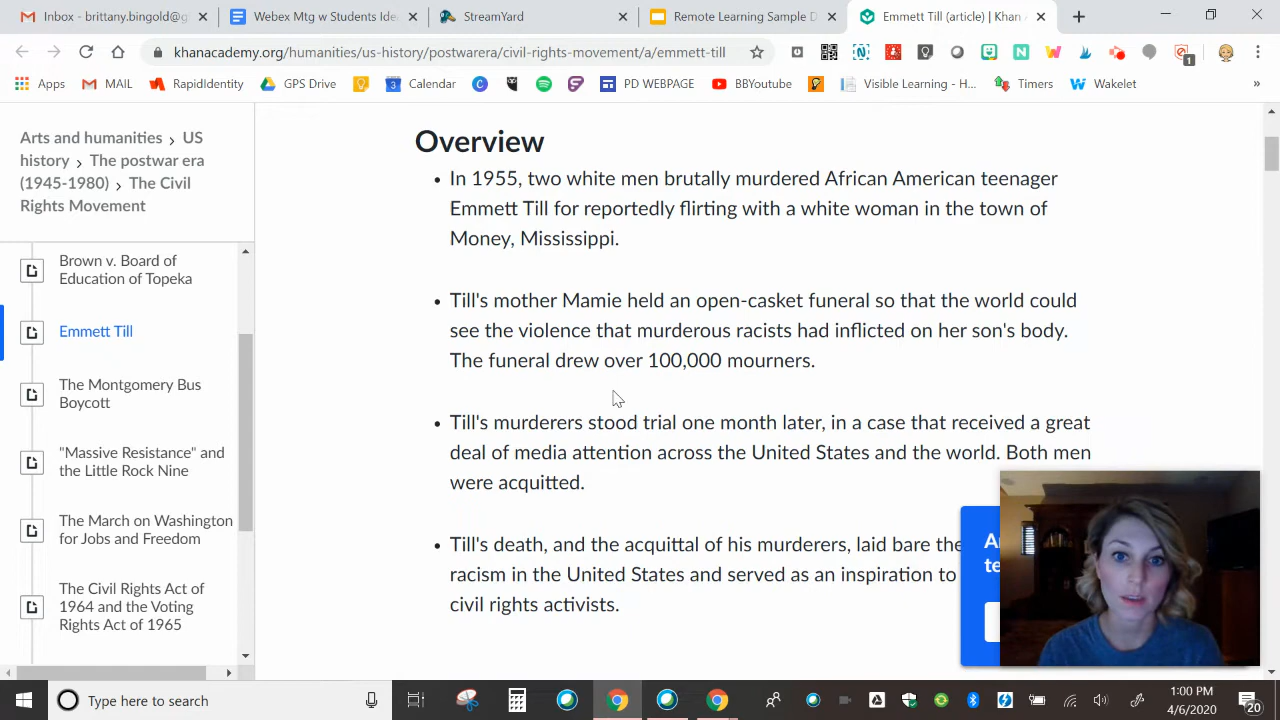 Inbox - brittany.bingold@g
Webex Mtg w Students Ide
StreamYard
Remote Learning Sample D
Emmett Till (article) | Khan
khanacademy.org/humanities/us-history/postwarera/civil-rights-movement/a/emmett-till
Apps
MAIL
RapidIdentity
GPS Drive
Calendar
PD WEBPAGE
BBYoutube
Visible Learning - H...
Timers
Wakelet
Arts and humanities > US
history > The postwar era
(1945-1980) > The Civil
Rights Movement
Brown v. Board of
Education of Topeka
Emmett Till
The Montgomery Bus
Boycott
"Massive Resistance" and
the Little Rock Nine
The March on Washington
for Jobs and Freedom
The Civil Rights Act of
1964 and the Voting
Rights Act of 1965
Overview
• In 1955, two white men brutally murdered African American teenager
Emmett Till for reportedly flirting with a white woman in the town of
Money, Mississippi.
• Till's mother Mamie held an open-casket funeral so that the world could
see the violence that murderous racists had inflicted on her son's body.
The funeral drew over 100,000 mourners.
• Till's murderers stood trial one month later, in a case that received a great
deal of media attention across the United States and the world. Both men
were acquitted.
• Till's death, and the acquittal of his murderers, laid bare the
racism in the United States and served as an inspiration to
civil rights activists.
Type here to search
1:00 PM
4/6/2020
20